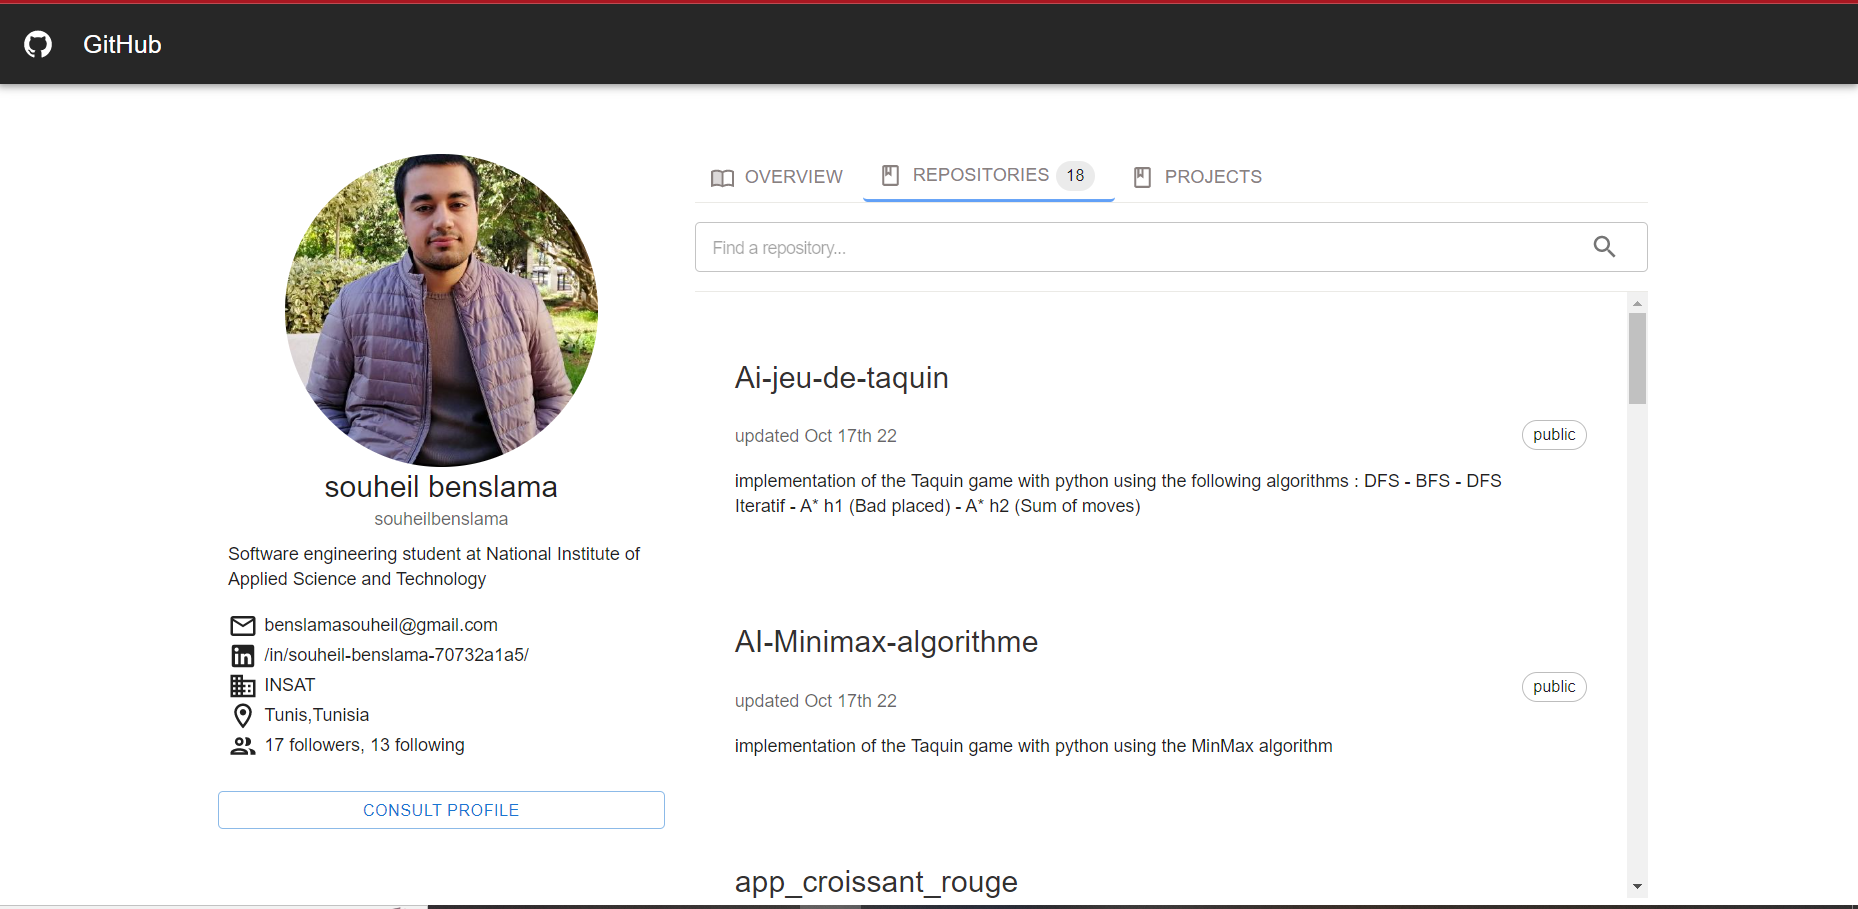 GitHub
souheil benslama
souheilbenslama
Software engineering student at National Institute of
Applied Science and Technology
benslamasouheil@gmail.com
/in/souheil-benslama-70732a1a5/
INSAT
Tunis,Tunisia
17 followers, 13 following
CONSULT PROFILE
OVERVIEW
REPOSITORIES 18
PROJECTS
Find a repository...
Ai-jeu-de-taquin
updated Oct 17th 22
public
implementation of the Taquin game with python using the following algorithms : DFS - BFS - DFS
Iteratif - A* h1 (Bad placed) - A* h2 (Sum of moves)
AI-Minimax-algorithme
updated Oct 17th 22
public
implementation of the Taquin game with python using the MinMax algorithm
app_croissant_rouge